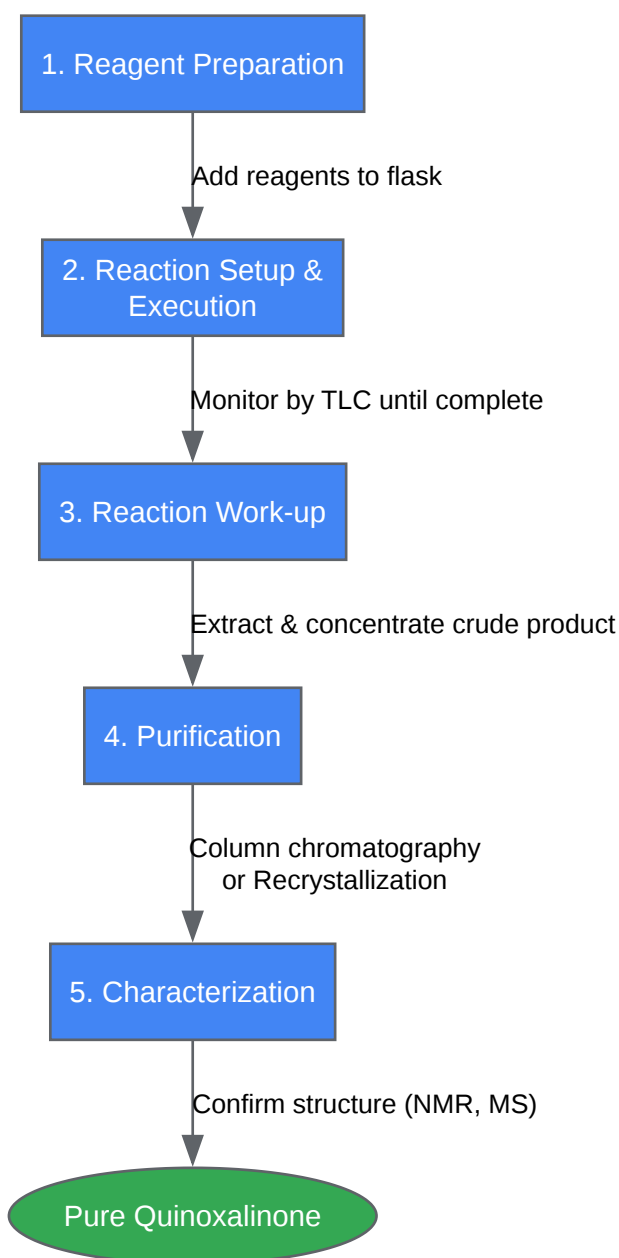 1. Reagent Preparation
Add reagents to flask
2. Reaction Setup &
Execution
Monitor by TLC until complete
3. Reaction Work-up
Extract & concentrate crude product
4. Purification
Column chromatography
or Recrystallization
5. Characterization
Confirm structure (NMR, MS)
Pure Quinoxalinone